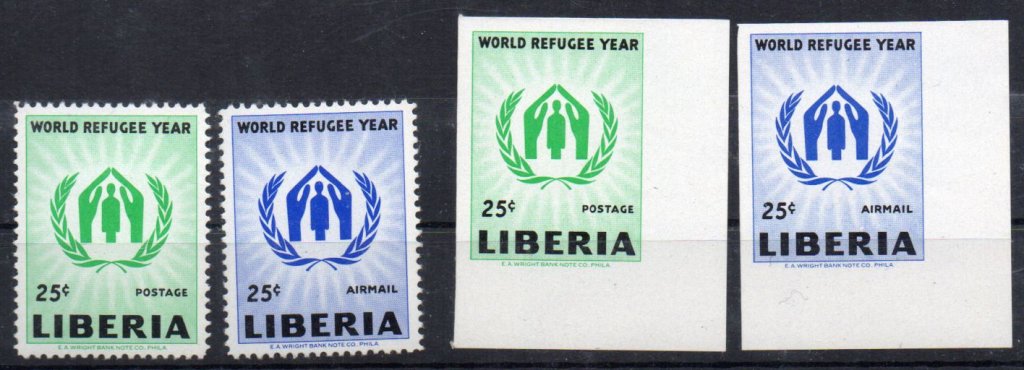 WORLD REFUGEE YEAR
25¢ POSTAGE
LIBERIA
E.A.WRIGHT BANK NOTE CO., PHILA.
WORLD REFUGEE YEAR
25¢ AIRMAIL
LIBERIA
E.A.WRIGHT BANK NOTE CO., PHILA.
WORLD REFUGEE YEAR
25¢ POSTAGE
LIBERIA
E.A.WRIGHT BANK NOTE CO., PHILA.
WORLD REFUGEE YEAR
25¢ AIRMAIL
LIBERIA
E.A.WRIGHT BANK NOTE CO., PHILA.